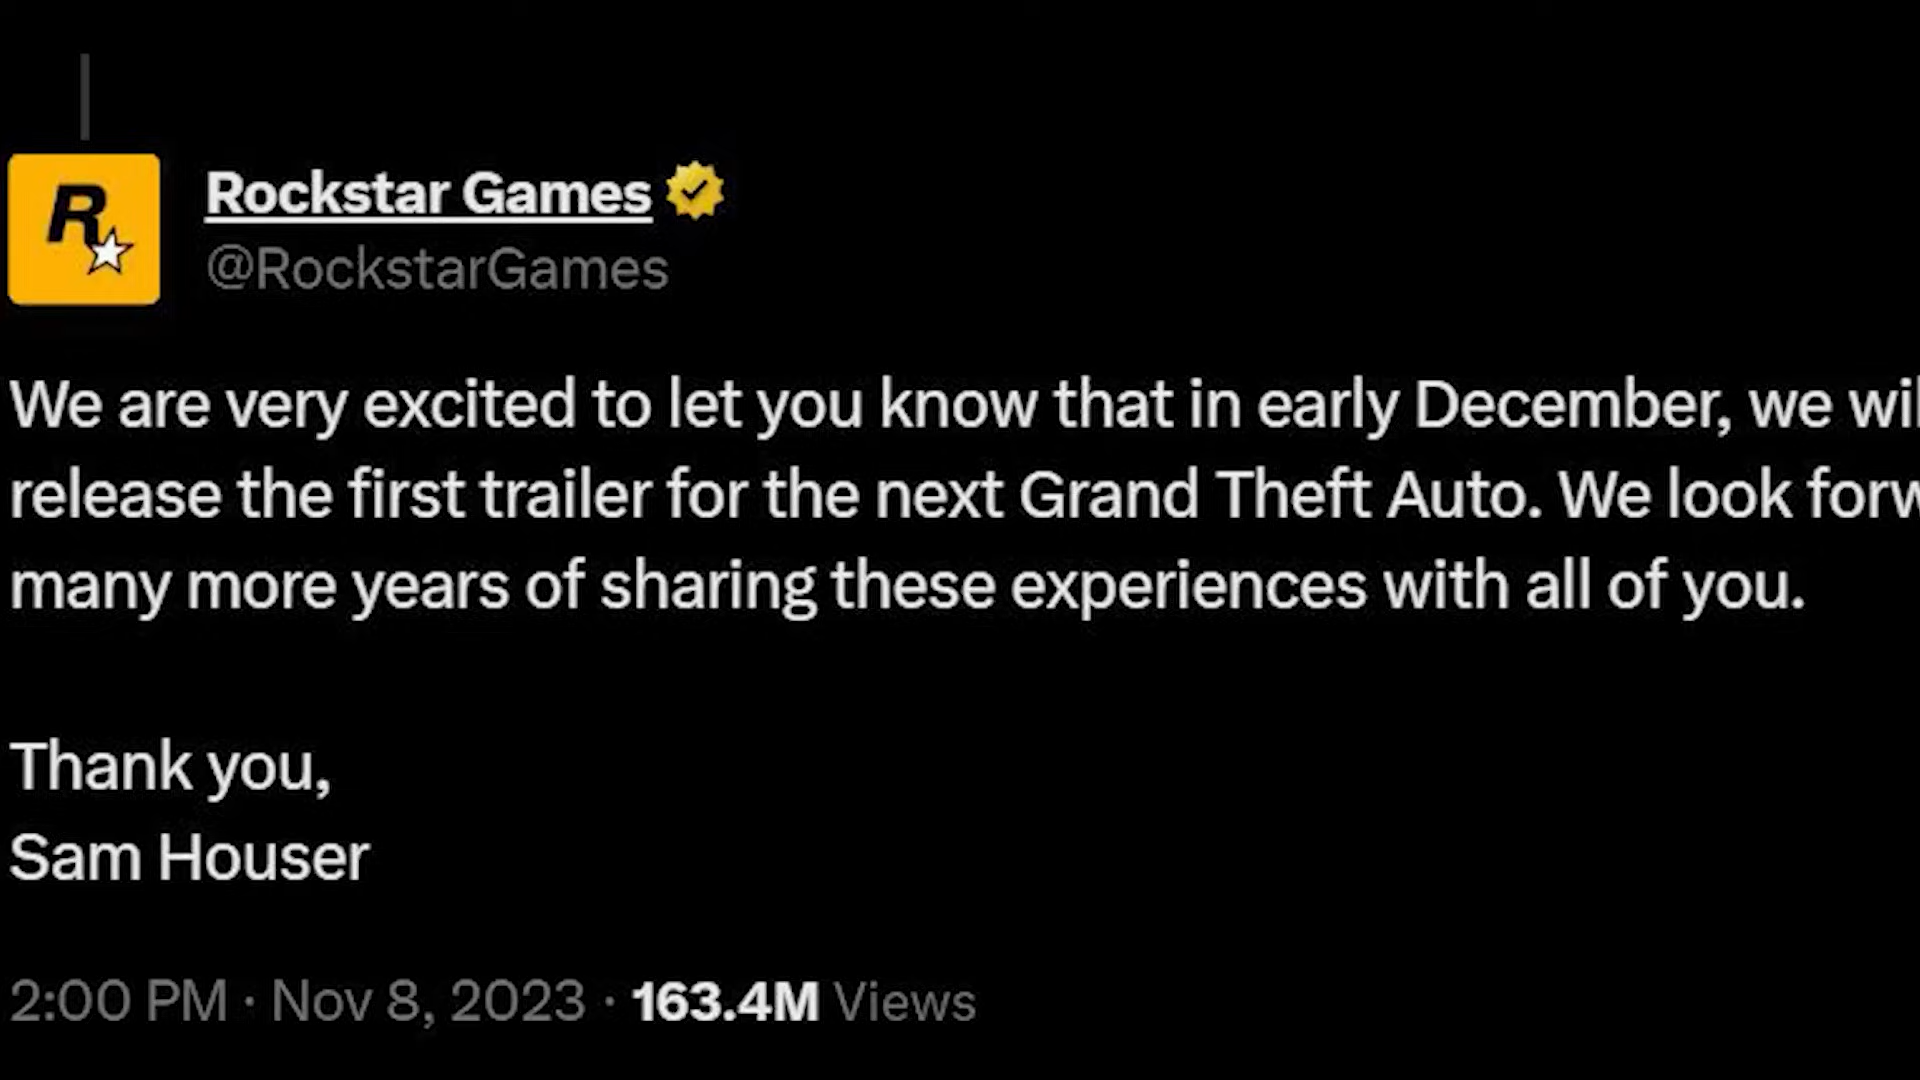 R
Rockstar Games
@RockstarGames
We are very excited to let you know that in early December, we
release the first trailer for the next Grand Theft Auto. We look
many more years of sharing these experiences with all of you.
Thank you,
Sam Houser
2:00 PM · Nov 8, 2023 · 163.4M Views